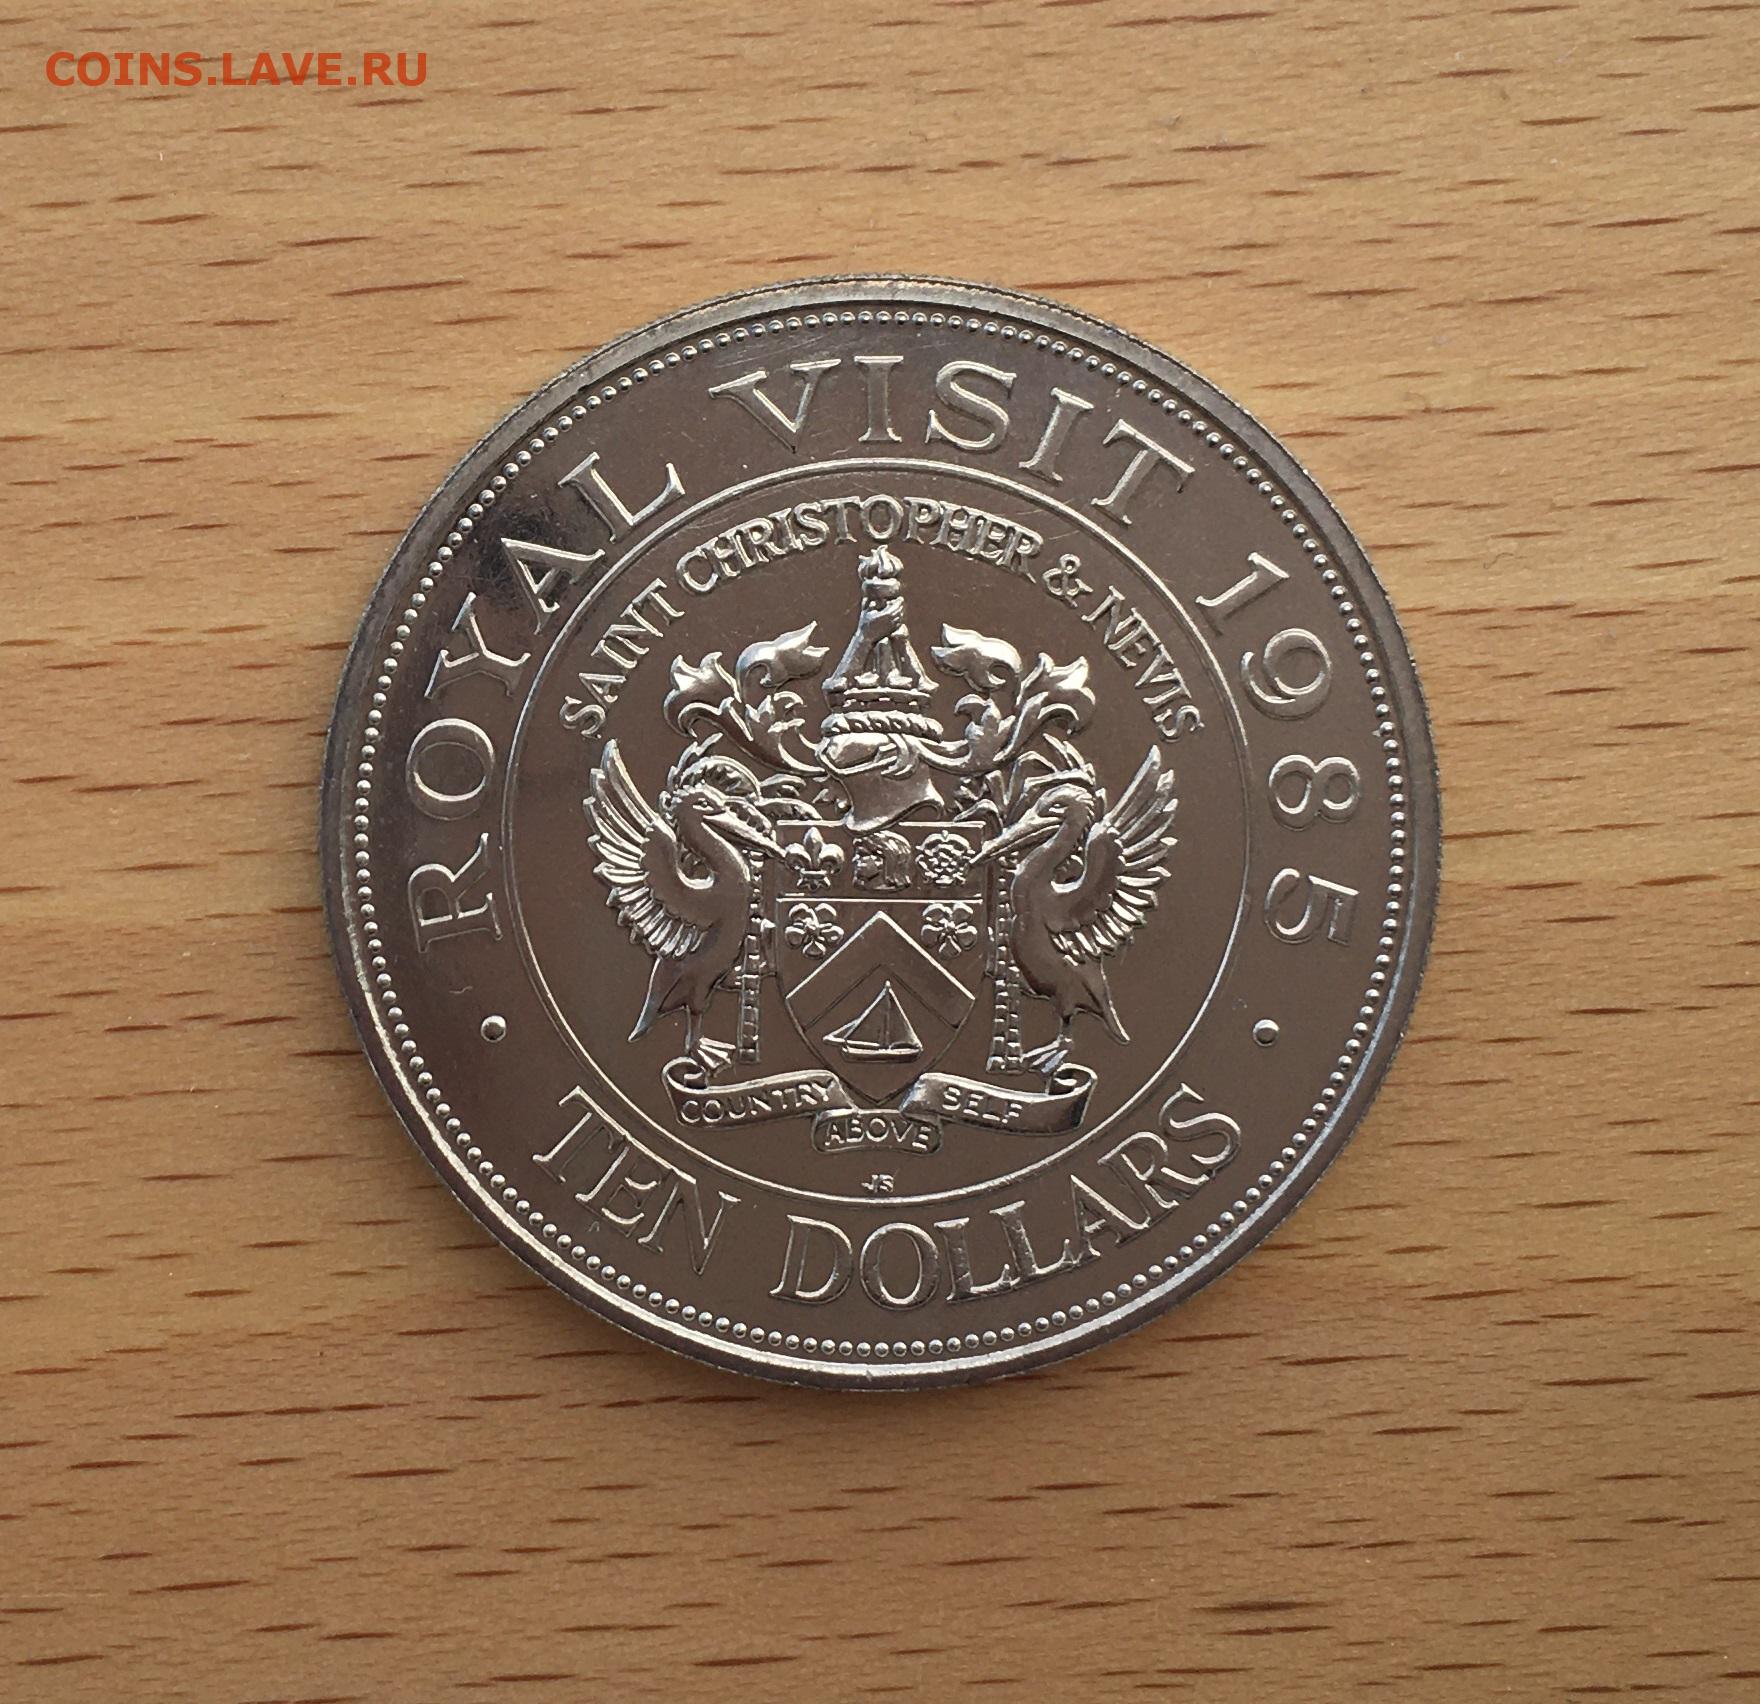 COINS.LAVE.RU
ROYAL VISIT 1985
SAINT CHRISTOPHER & NEVIS
COUNTRY ABOVE SELF
JS
· TEN DOLLARS ·